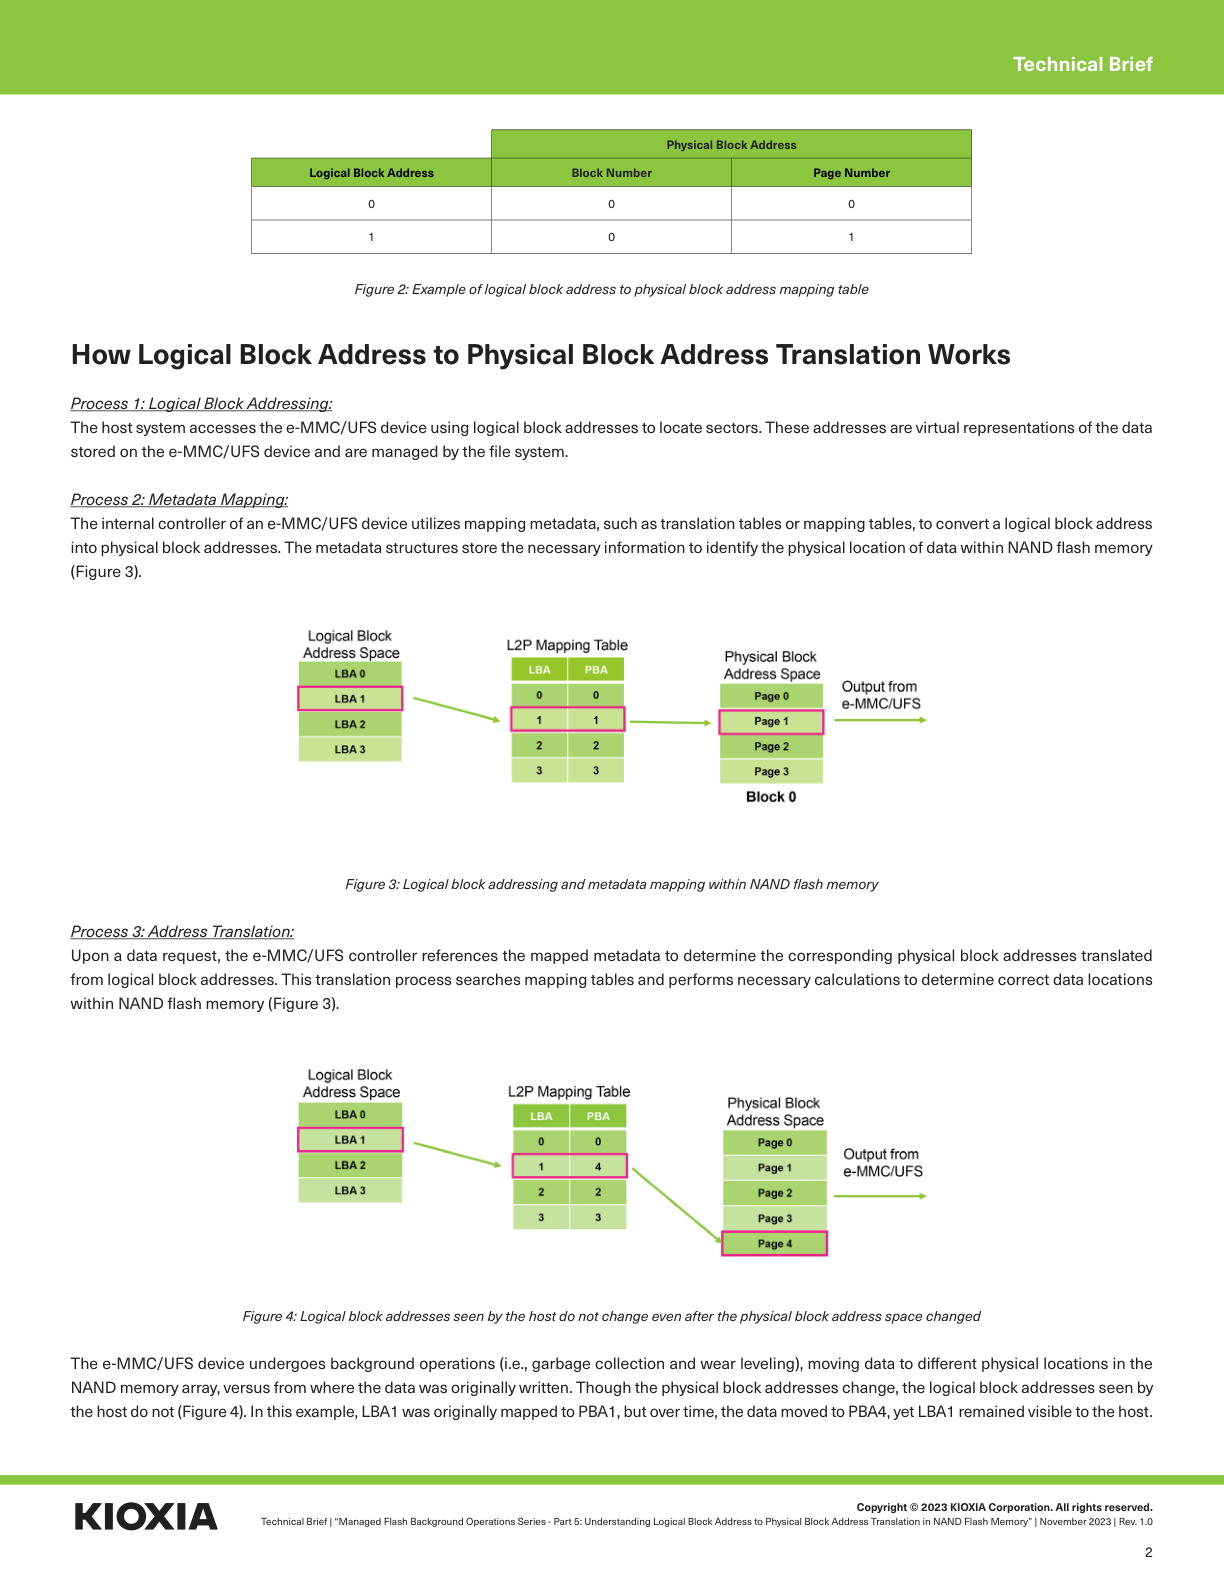 Technical Brief
Physical Block Address
Logical Block Address Block Number Page Number
0 0 0
1 0 1
Figure 2: Example of logical block address to physical block address mapping table
How Logical Block Address to Physical Block Address Translation Works
Process 1: Logical Block Addressing:
The host system accesses the e-MMC/UFS device using logical block addresses to locate sectors. These addresses are virtual representations of the data
stored on the e-MMC/UFS device and are managed by the file system.
Process 2: Metadata Mapping:
The internal controller of an e-MMC/UFS device utilizes mapping metadata, such as translation tables or mapping tables, to convert a logical block address
into physical block addresses. The metadata structures store the necessary information to identify the physical location of data within NAND flash memory
(Figure 3).
Logical Block
Address Space
LBA 0
LBA 1
LBA 2
LBA 3
L2P Mapping Table
LBA PBA
0 0
1 1
2 2
3 3
Physical Block
Address Space
Page 0
Page 1
Page 2
Page 3
Block 0
Output from
e-MMC/UFS
Figure 3: Logical block addressing and metadata mapping within NAND flash memory
Process 3: Address Translation:
Upon a data request, the e-MMC/UFS controller references the mapped metadata to determine the corresponding physical block addresses translated
from logical block addresses. This translation process searches mapping tables and performs necessary calculations to determine correct data locations
within NAND flash memory (Figure 3).
Logical Block
Address Space
LBA 0
LBA 1
LBA 2
LBA 3
L2P Mapping Table
LBA PBA
0 0
1 4
2 2
3 3
Physical Block
Address Space
Page 0
Page 1
Page 2
Page 3
Page 4
Output from
e-MMC/UFS
Figure 4: Logical block addresses seen by the host do not change even after the physical block address space changed
The e-MMC/UFS device undergoes background operations (i.e., garbage collection and wear leveling), moving data to different physical locations in the
NAND memory array, versus from where the data was originally written. Though the physical block addresses change, the logical block addresses seen by
the host do not (Figure 4). In this example, LBA1 was originally mapped to PBA1, but over time, the data moved to PBA4, yet LBA1 remained visible to the host.
KIOXIA
Copyright © 2023 KIOXIA Corporation. All rights reserved.
Technical Brief | “Managed Flash Background Operations Series - Part 5: Understanding Logical Block Address to Physical Block Address Translation in NAND Flash Memory” | November 2023 | Rev. 1.0
2